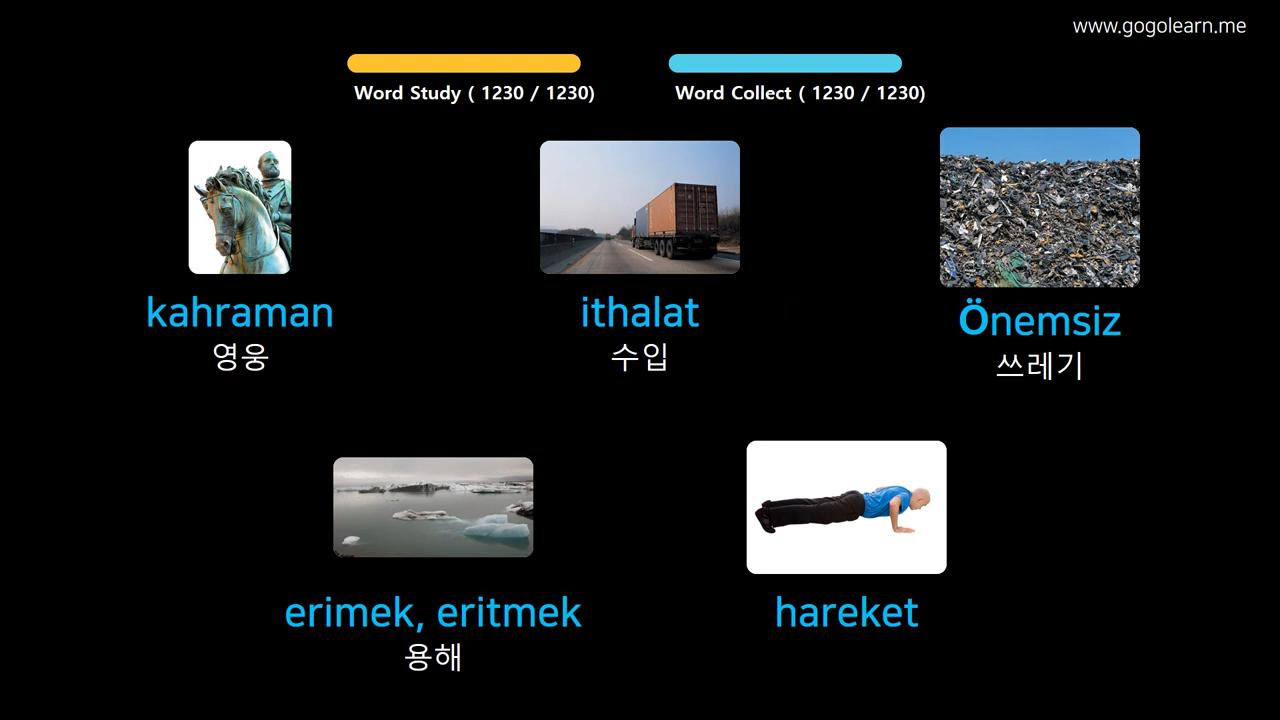 www.gogolearn.me
Word Study ( 1230 / 1230)
Word Collect ( 1230 / 1230)
kahraman
영웅
ithalat
수입
Önemsiz
쓰레기
erimek, eritmek
용해
hareket